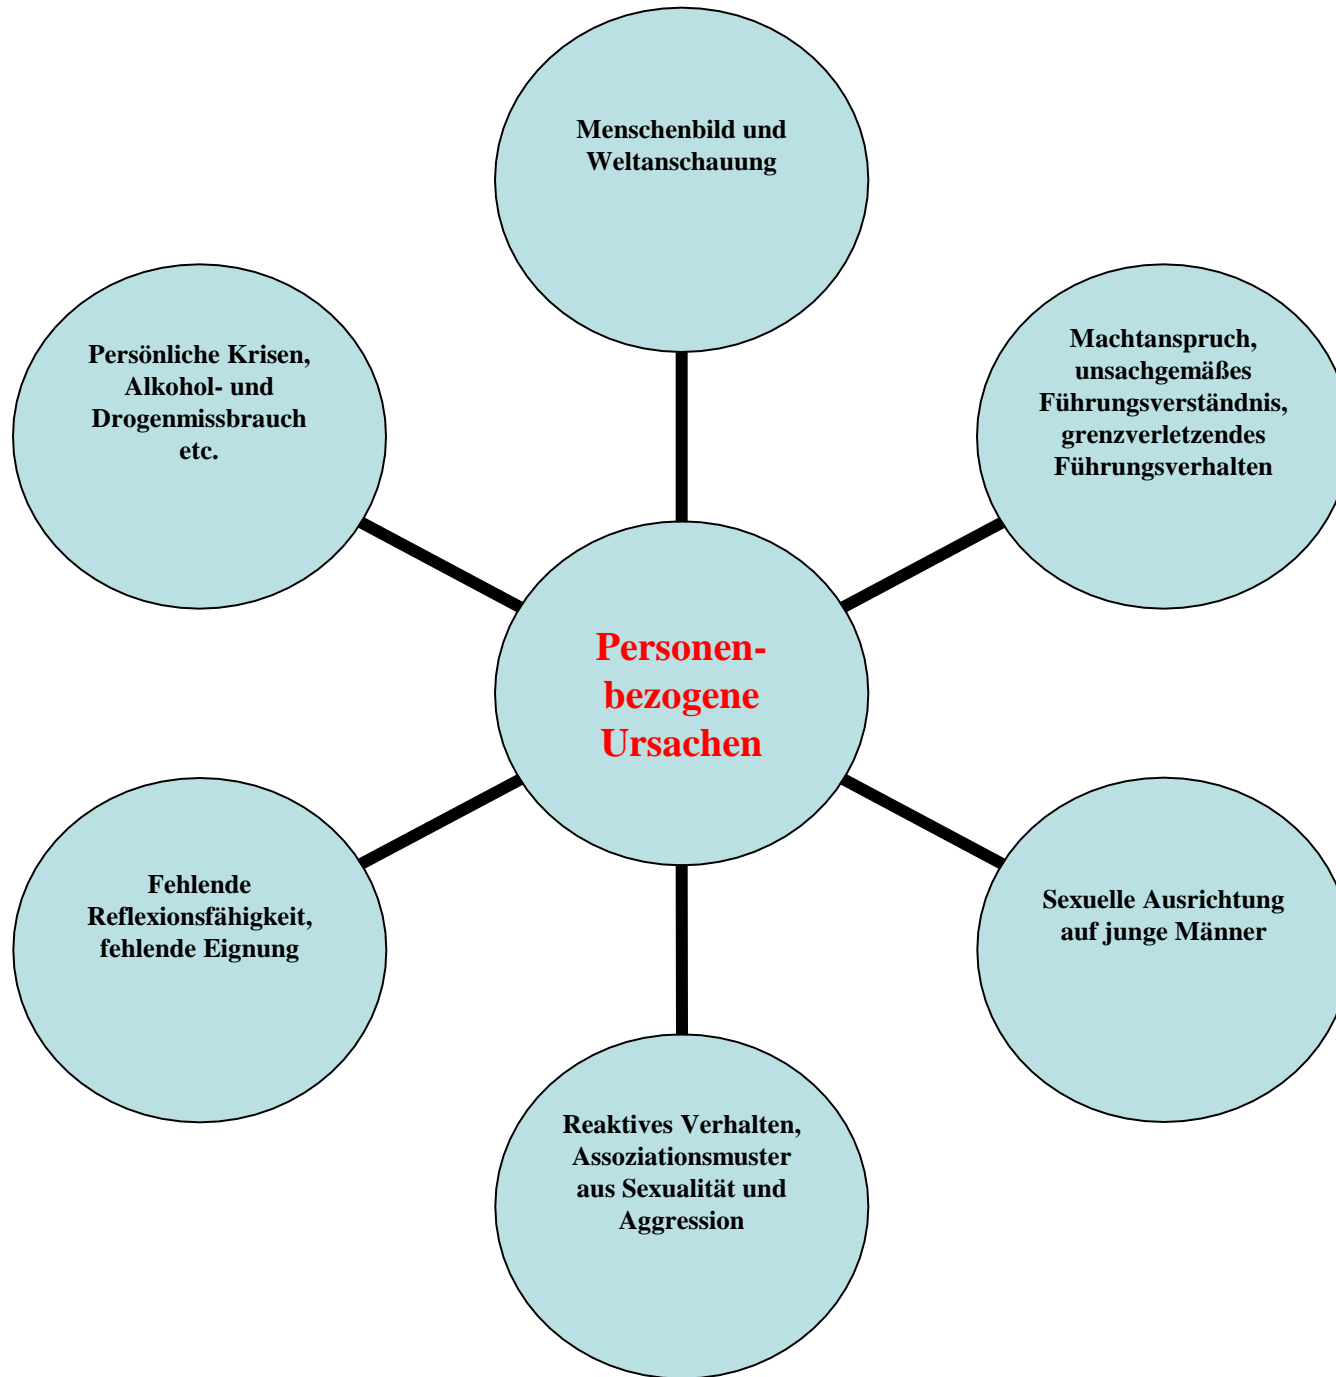 Menschenbild und
Weltanschauung
Persönliche Krisen,
Alkohol- und
Drogenmissbrauch
etc.
Machtanspruch,
unsachgemäßes
Führungsverständnis,
grenzverletzendes
Führungsverhalten
Personen-
bezogene
Ursachen
Fehlende
Reflexionsfähigkeit,
fehlende Eignung
Sexuelle Ausrichtung
auf junge Männer
Reaktives Verhalten,
Assoziationsmuster
aus Sexualität und
Aggression